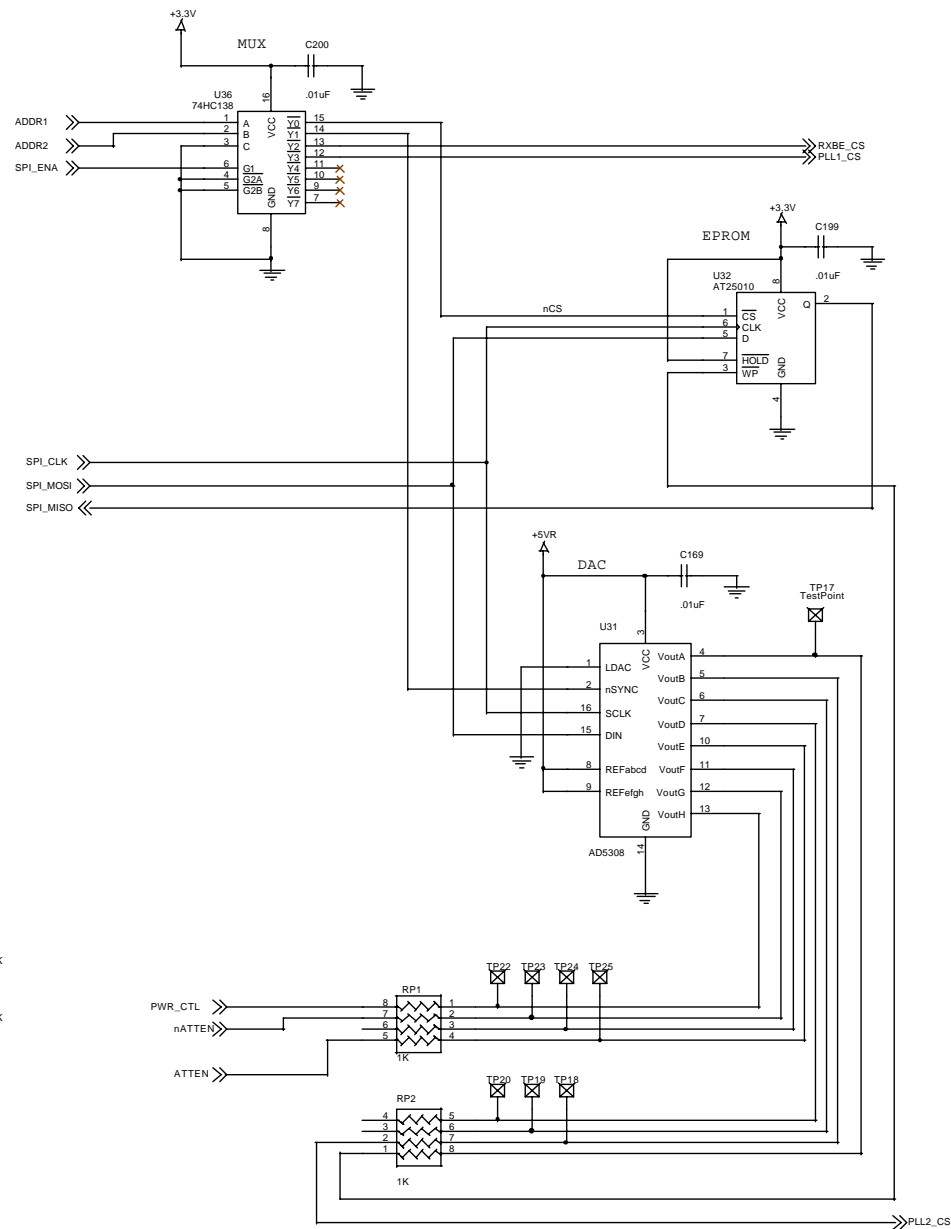 +3.3V
MUX
C200
.01uF
U36
74HC138
16
VCC
ADDR1
1
A
Y0
15
2
B
Y1
14
ADDR2
3
C
Y2
13
RXBE_CS
Y3
12
PLL1_CS
SPI_ENA
6
G1
Y4
11
4
G2A
Y5
10
5
G2B
Y6
9
Y7
7
GND
8
+3.3V
EPROM
C199
.01uF
U32
AT25010
8
VCC
Q
2
nCS
1
CS
6
CLK
5
D
7
HOLD
3
WP
GND
4
SPI_CLK
SPI_MOSI
SPI_MISO
+5VR
DAC
C169
.01uF
TP17
TestPoint
U31
3
VCC
VoutA
4
1
LDAC
VoutB
5
2
nSYNC
VoutC
6
16
SCLK
VoutD
7
15
DIN
VoutE
10
8
REFabcd
VoutF
11
9
REFefgh
VoutG
12
VoutH
13
GND
AD5308
14
K
TP22
TP23
TP24
TP25
RP1
PWR_CTL
8
1
K
7
2
nATTEN
6
3
5
4
1K
ATTEN
TP20
TP19
TP18
RP2
4
5
3
6
2
7
1
8
1K
PLL2_CS